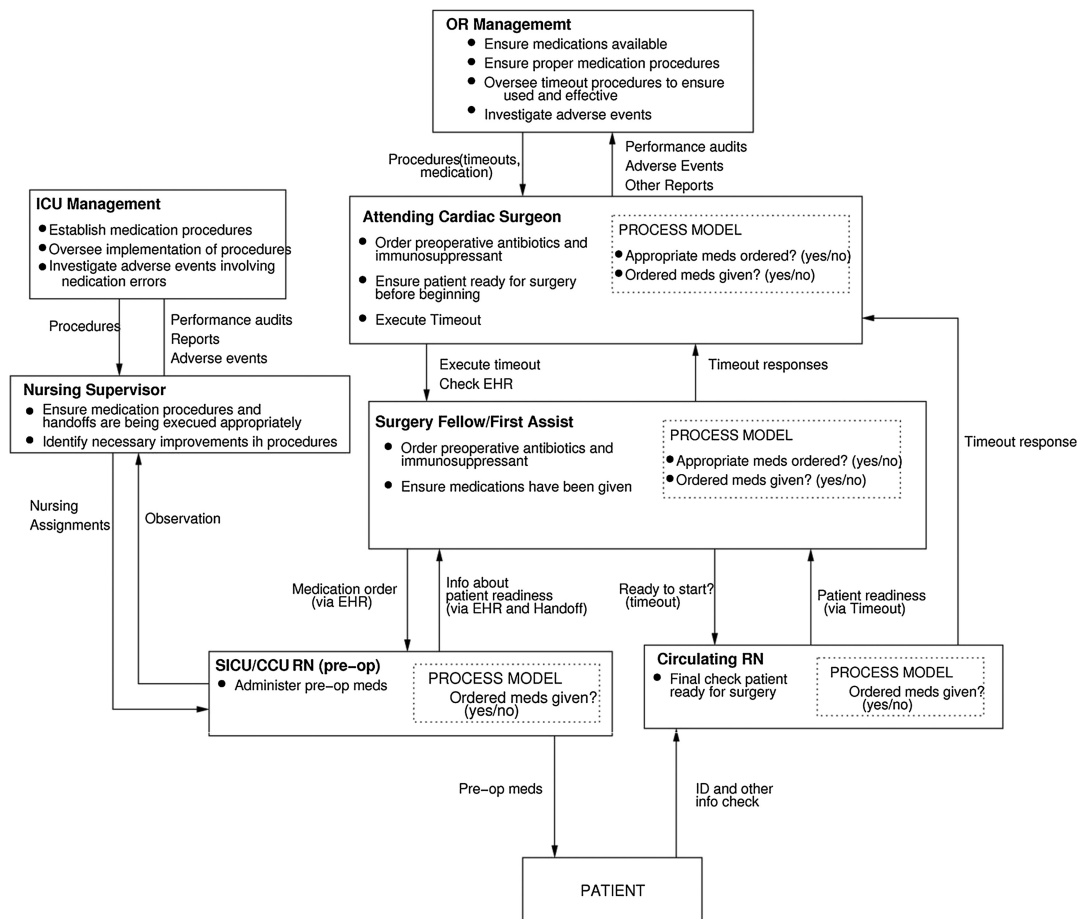 OR Managememt
● Ensure medications available
● Ensure proper medication procedures
● Oversee timeout procedures to ensure
used and effective
● Investigate adverse events
Procedures(timeouts,
medication)
Performance audits
Adverse Events
Other Reports
ICU Management
● Establish medication procedures
● Oversee implementation of procedures
● Investigate adverse events involving
nedication errors
Attending Cardiac Surgeon
● Order preoperative antibiotics and
immunosuppressant
● Ensure patient ready for surgery
before beginning
● Execute Timeout
PROCESS MODEL
● Appropriate meds ordered? (yes/no)
● Ordered meds given? (yes/no)
Procedures
Performance audits
Reports
Adverse events
Execute timeout
Check EHR
Timeout responses
Nursing Supervisor
● Ensure medication procedures and
handoffs are being execued appropriately
● Identify necessary improvements ih procedures
Surgery Fellow/First Assist
● Order preoperative antibiotics and
immunosuppressant
● Ensure medications have been given
PROCESS MODEL
● Appropriate meds ordered? (yes/no)
● Ordered meds given? (yes/no)
Timeout response
Nursing
Assignments
Observation
Medication order
(via EHR)
Info about
patient readiness
(via EHR and Handoff)
Ready to start?
(timeout)
Patient readiness
(via Timeout)
SICU/CCU RN (pre−op)
● Administer pre−op meds
PROCESS MODEL
Ordered meds given?
(yes/no)
Circulating RN
● Final check patient
ready for surgery
PROCESS MODEL
Ordered meds given?
(yes/no)
Pre−op meds
ID and other
info check
PATIENT